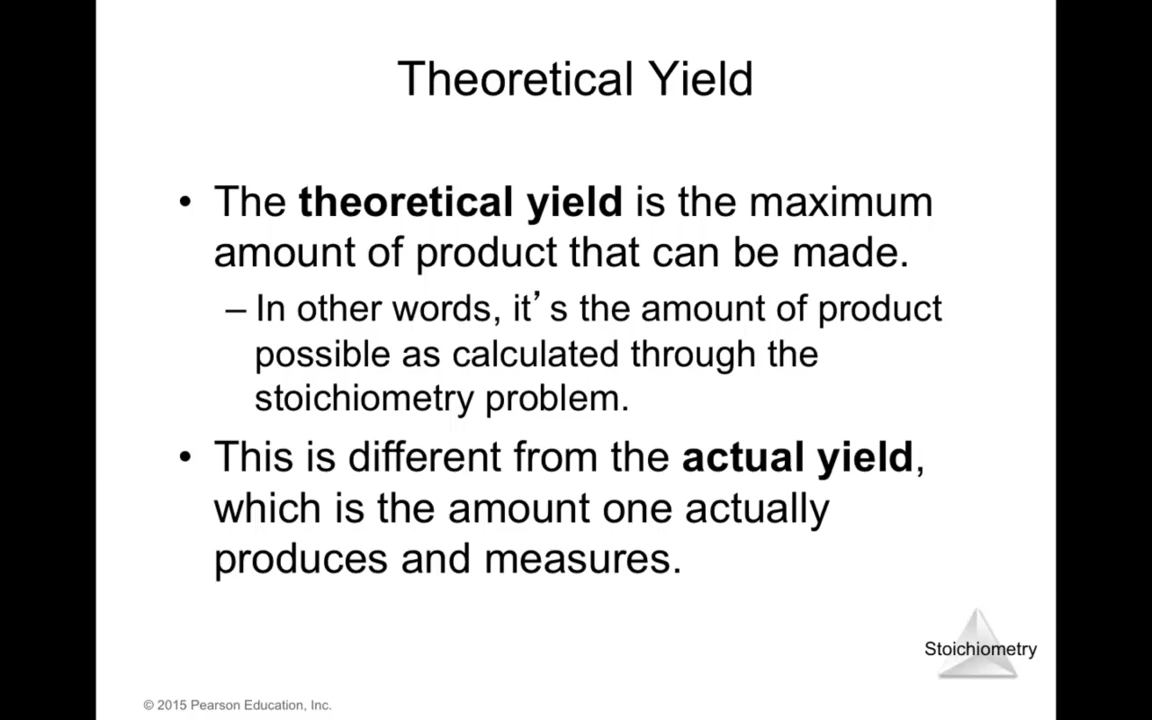 Theoretical Yield
• The theoretical yield is the maximum
amount of product that can be made.
– In other words, it’ s the amount of product
possible as calculated through the
stoichiometry problem.
• This is different from the actual yield,
which is the amount one actually
produces and measures.
Stoichiometry
© 2015 Pearson Education, Inc.